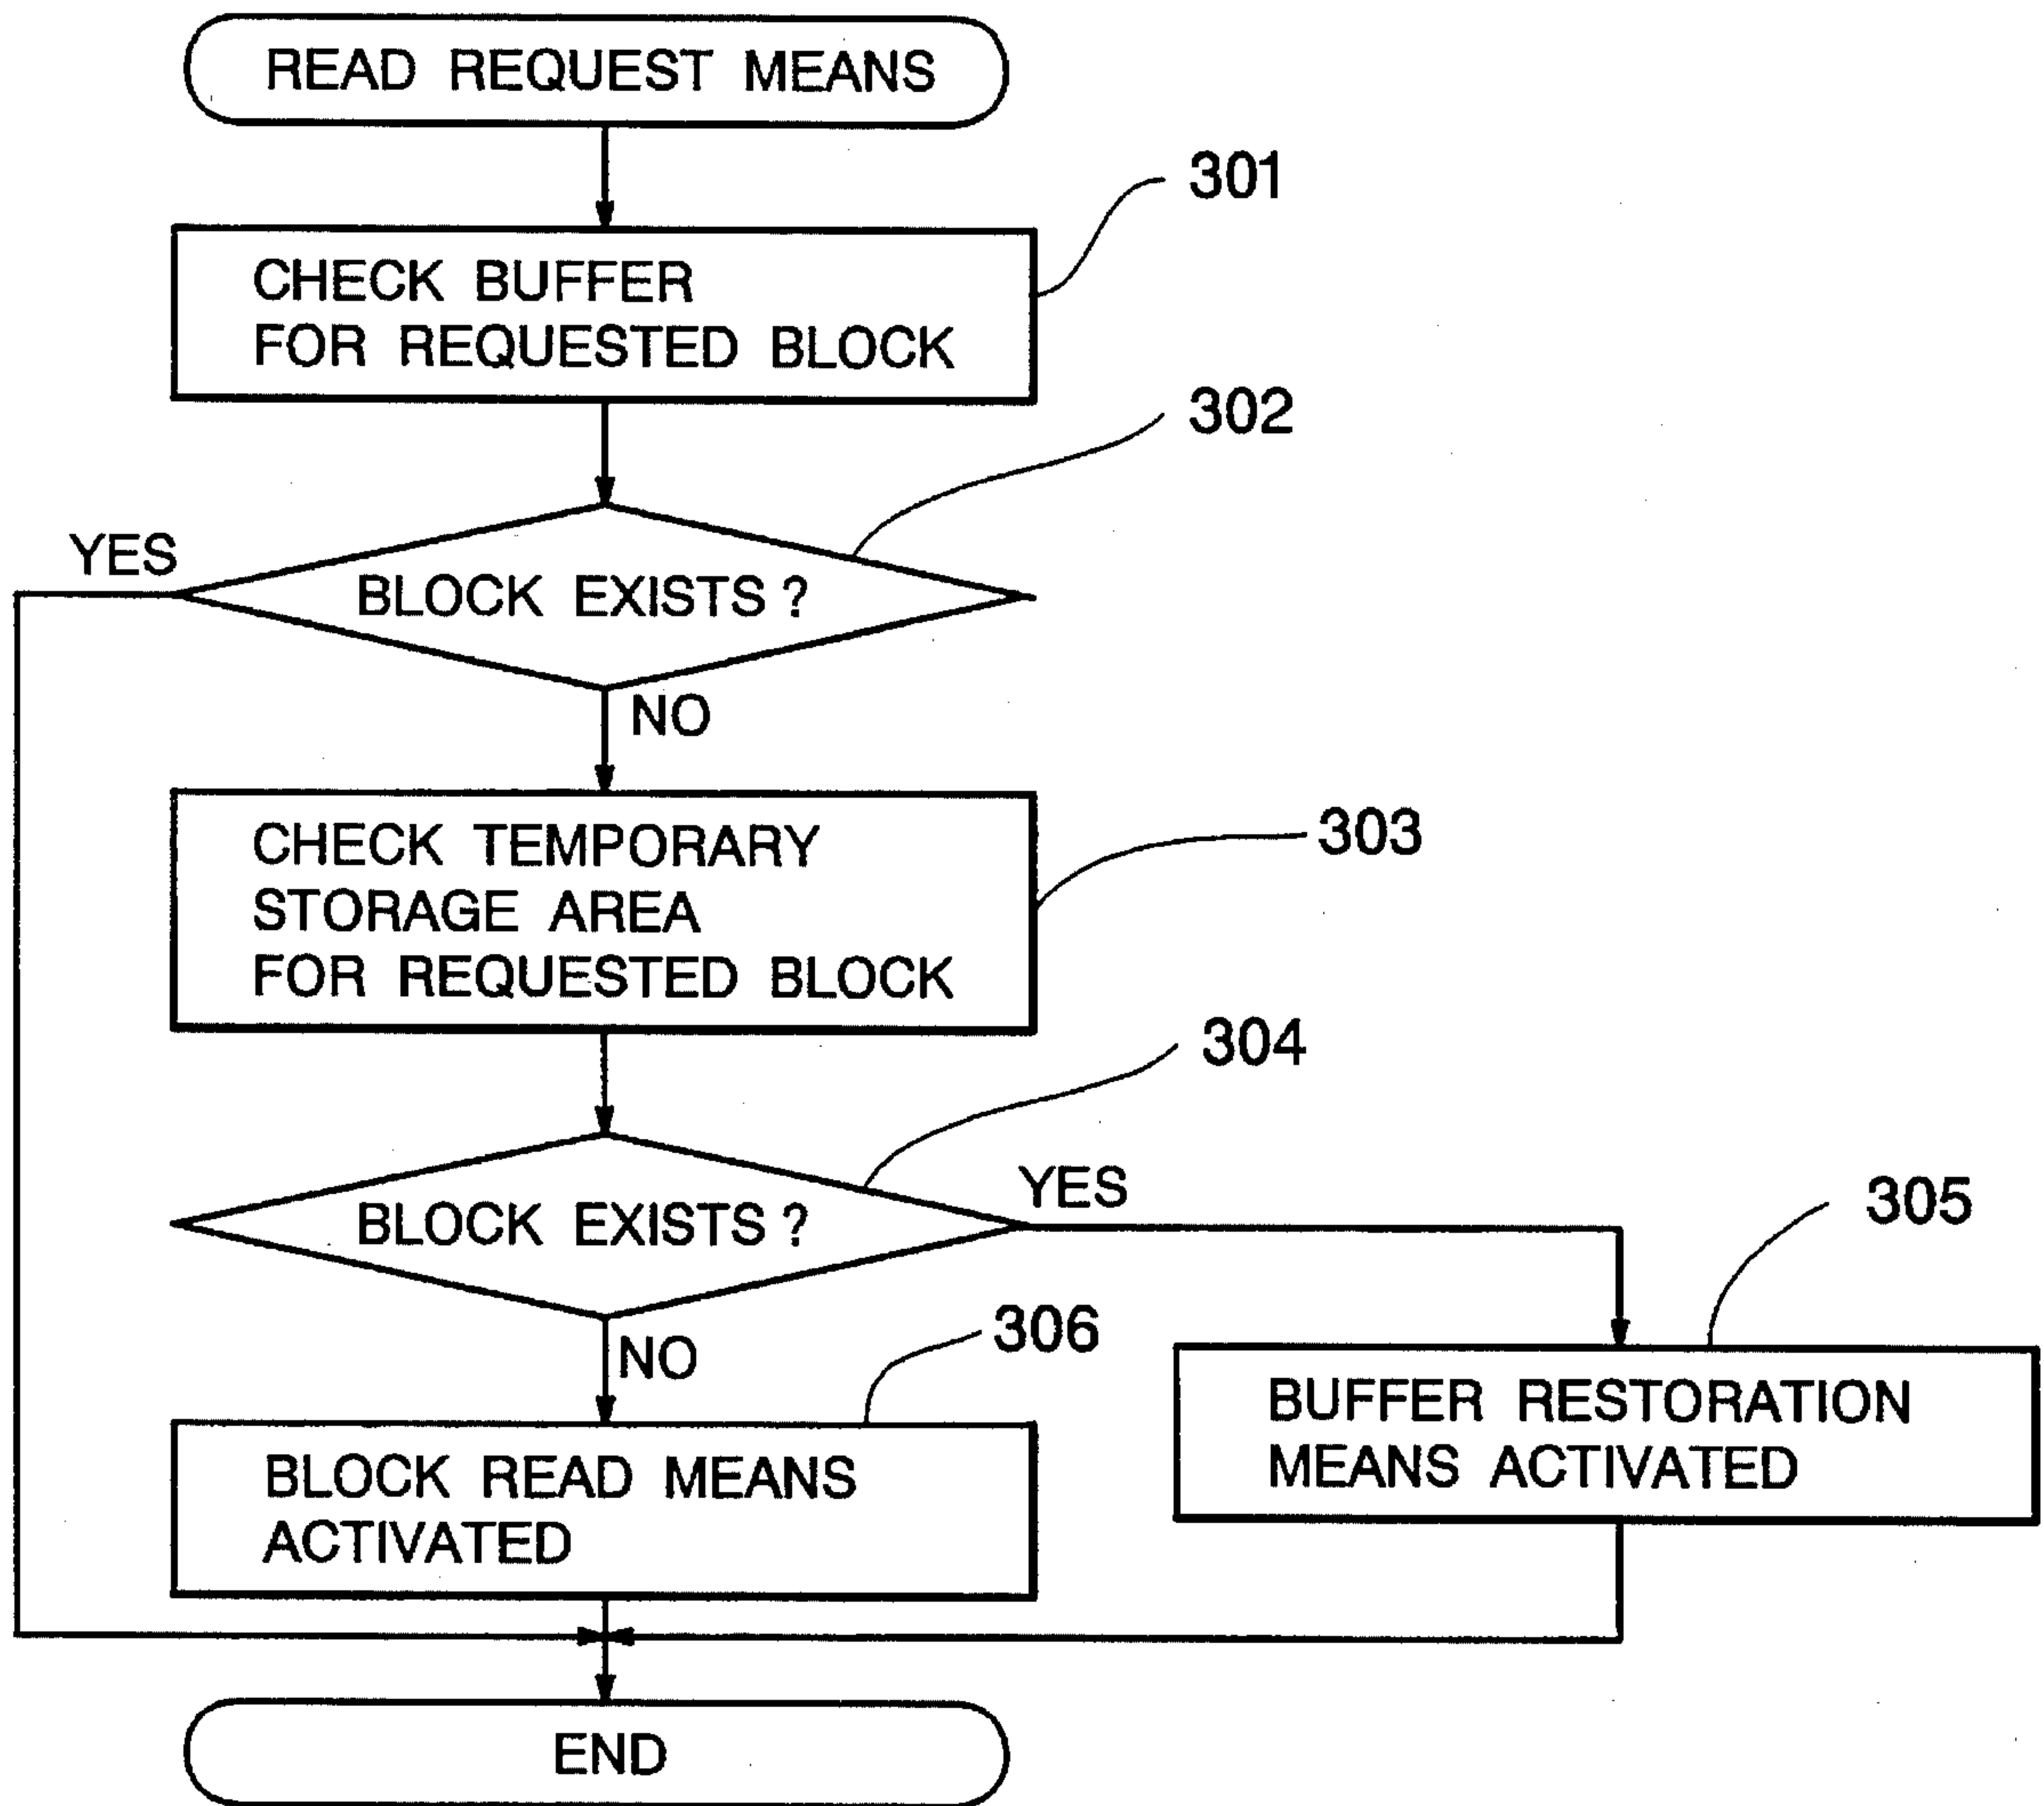 READ REQUEST MEANS
301
CHECK BUFFER
FOR REQUESTED BLOCK
302
YES
BLOCK EXISTS ?
NO
CHECK TEMPORARY
STORAGE AREA
FOR REQUESTED BLOCK
303
304
BLOCK EXISTS ?
YES
305
NO
306
BUFFER RESTORATION
MEANS ACTIVATED
BLOCK READ MEANS
ACTIVATED
END